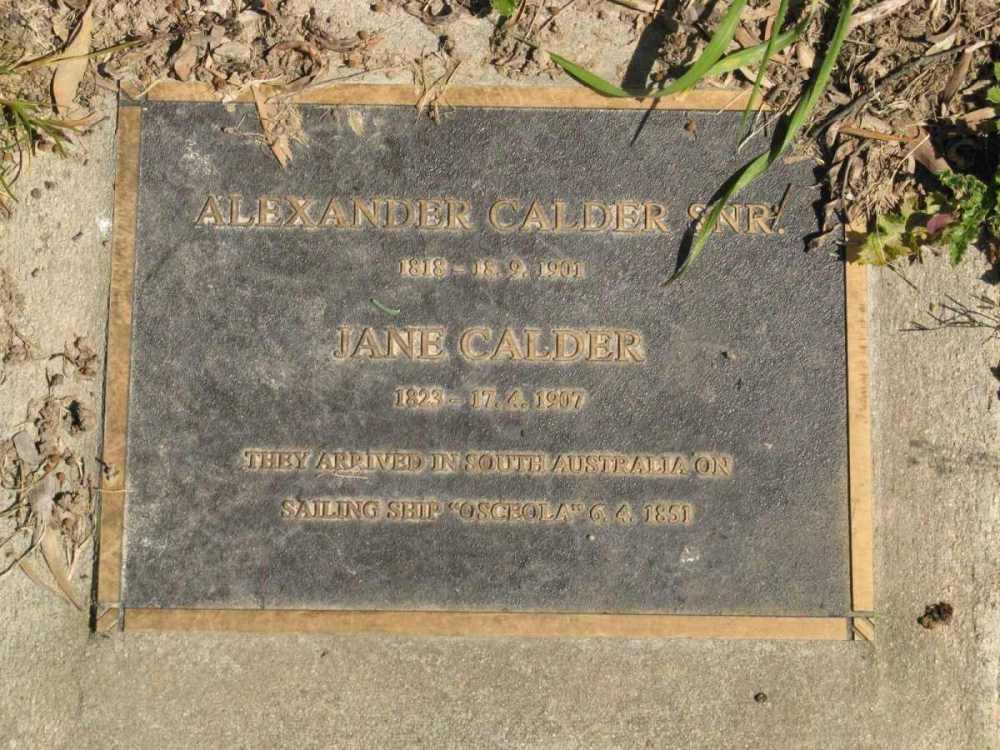 ALEXANDER CALDER SNR.
1818 - 18. 9. 1901
JANE CALDER
1823 - 17. 4. 1907
THEY ARRIVED IN SOUTH AUSTRALIA ON
SAILING SHIP "OSCEOLA" 6. 4. 1851